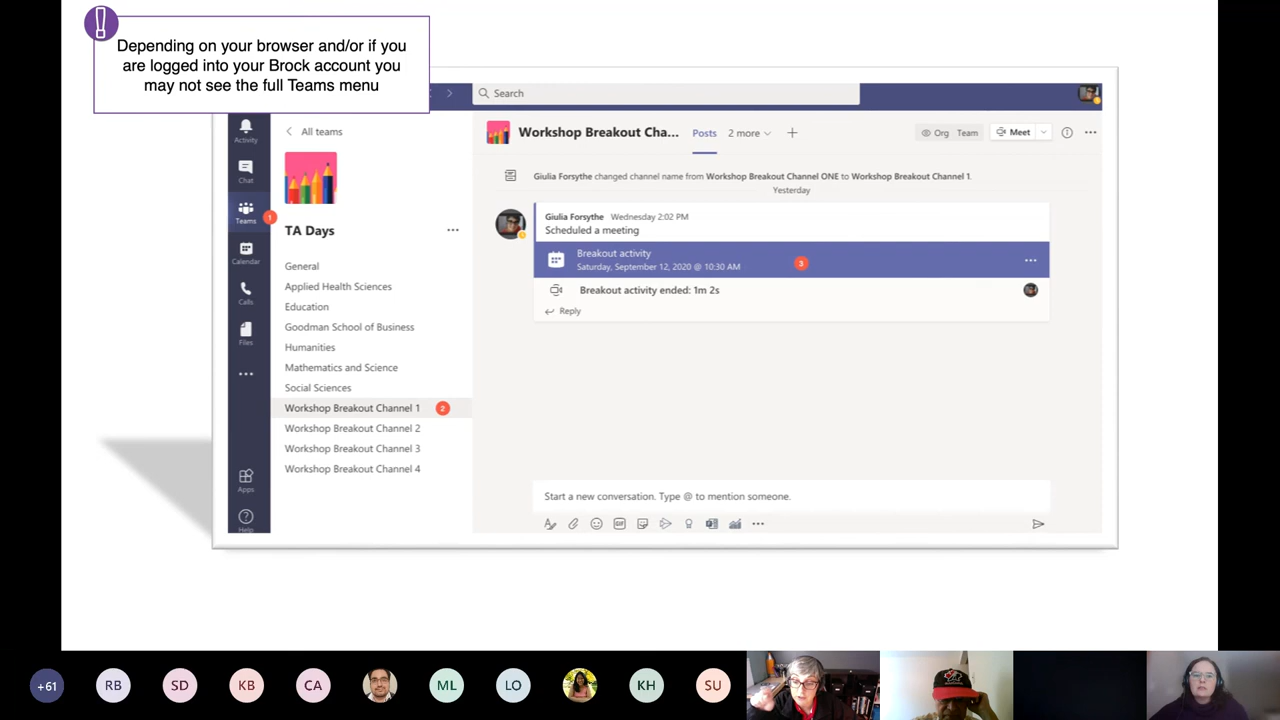 !
Depending on your browser and/or if you
are logged into your Brock account you
may not see the full Teams menu
Search
Activity
Chat
Teams
1
Calendar
Calls
Files
Apps
Help
All teams
TA Days
General
Applied Health Sciences
Education
Goodman School of Business
Humanities
Mathematics and Science
Social Sciences
Workshop Breakout Channel 1
2
Workshop Breakout Channel 2
Workshop Breakout Channel 3
Workshop Breakout Channel 4
Workshop Breakout Cha... Posts 2 more
Org Team Meet
Giulia Forsythe changed channel name from Workshop Breakout Channel ONE to Workshop Breakout Channel 1.
Yesterday
Giulia Forsythe Wednesday 2:02 PM
Scheduled a meeting
Breakout activity
Saturday, September 12, 2020 @ 10:30 AM
3
Breakout activity ended: 1m 2s
Reply
Start a new conversation. Type @ to mention someone.
GIF
+61 RB SD KB CA ML LO KH SU